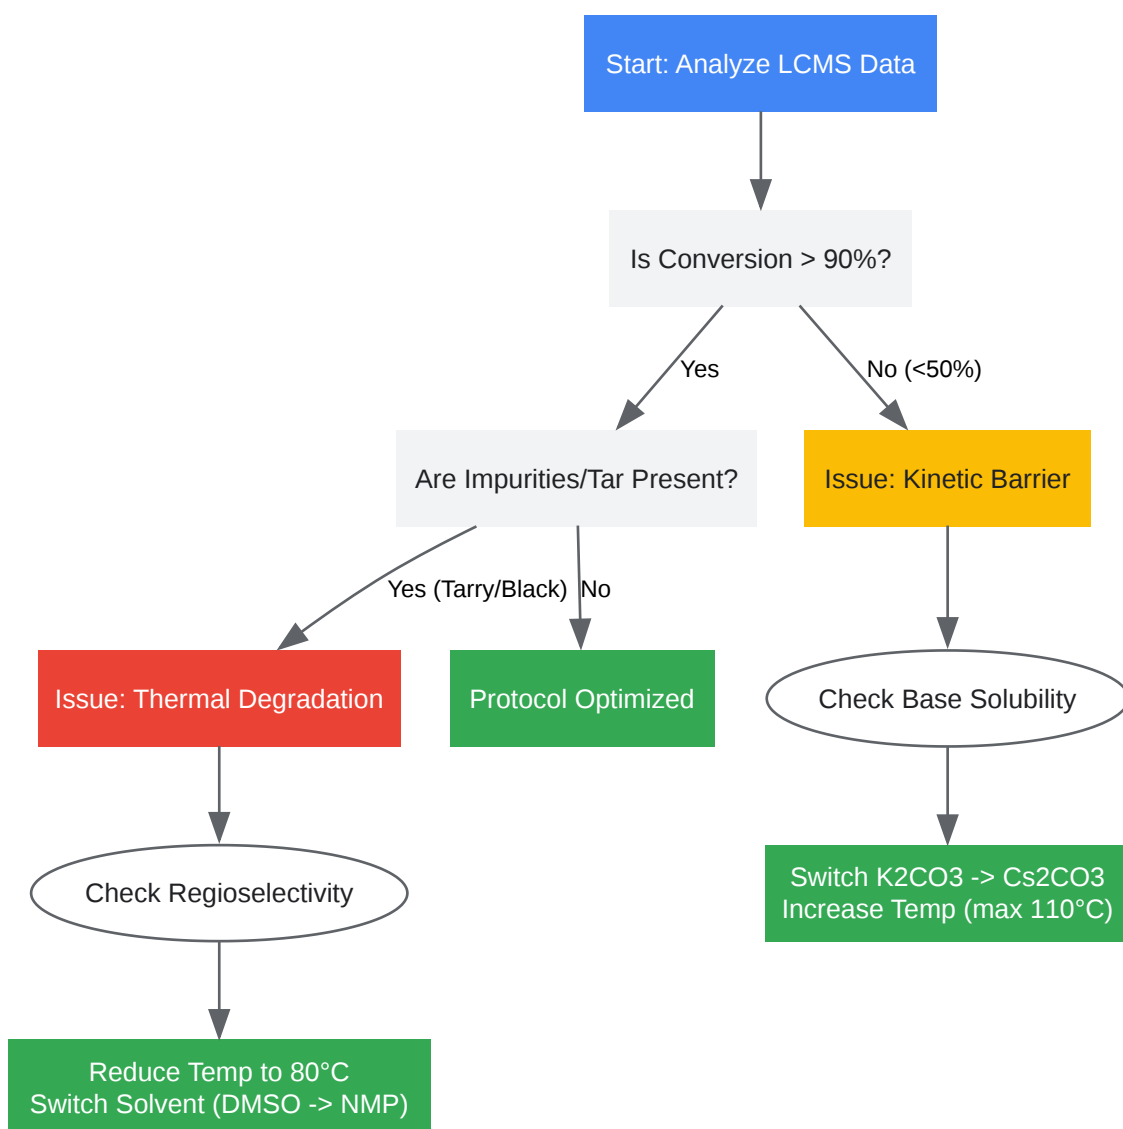 Start: Analyze LCMS Data
Is Conversion > 90%?
Yes
No (<50%)
Are Impurities/Tar Present?
Issue: Kinetic Barrier
Yes (Tarry/Black)
No
Issue: Thermal Degradation
Protocol Optimized
Check Base Solubility
Check Regioselectivity
Switch K2CO3 -> Cs2CO3
Increase Temp (max 110°C)
Reduce Temp to 80°C
Switch Solvent (DMSO -> NMP)